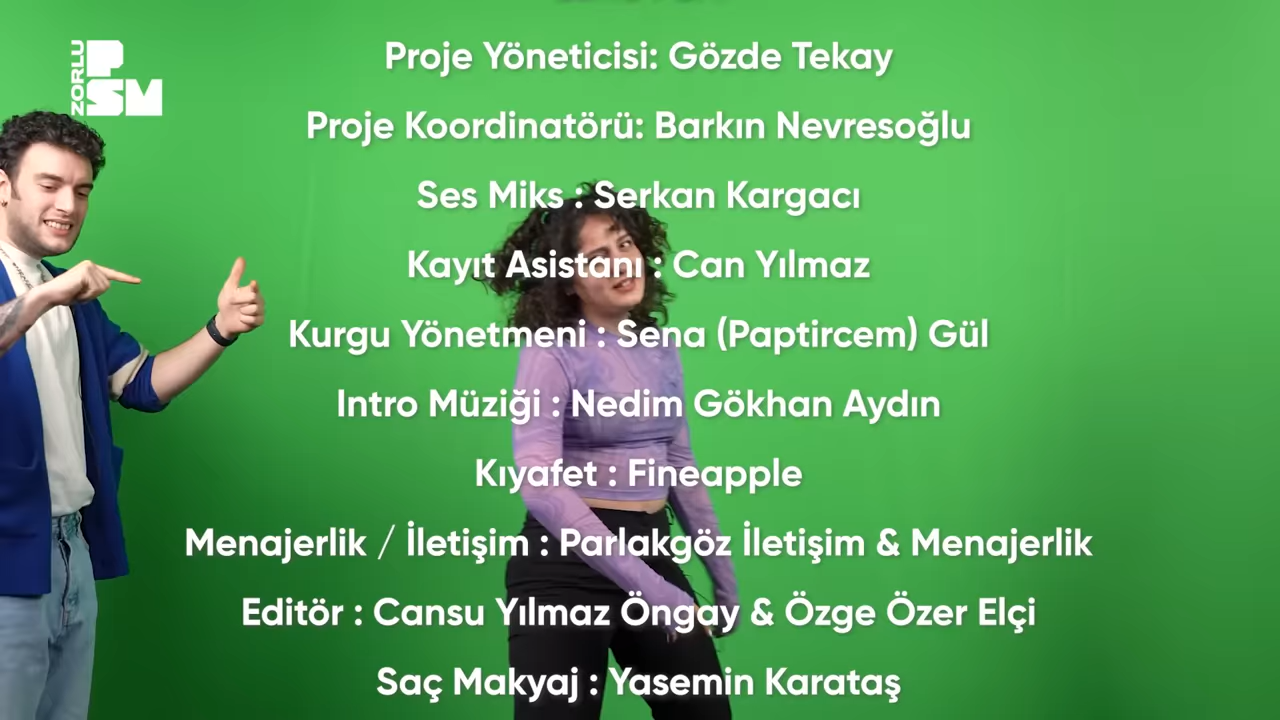 ZORLU
PSM
Proje Yöneticisi: Gözde Tekay
Proje Koordinatörü: Barkın Nevresoğlu
Ses Miks : Serkan Kargacı
Kayıt Asistanı : Can Yılmaz
Kurgu Yönetmeni : Sena (Paptircem) Gül
Intro Müziği : Nedim Gökhan Aydın
Kıyafet : Fineapple
Menajerlik / İletişim : Parlakgöz İletişim & Menajerlik
Editör : Cansu Yılmaz Öngay & Özge Özer Elçi
Saç Makyaj : Yasemin Karataş